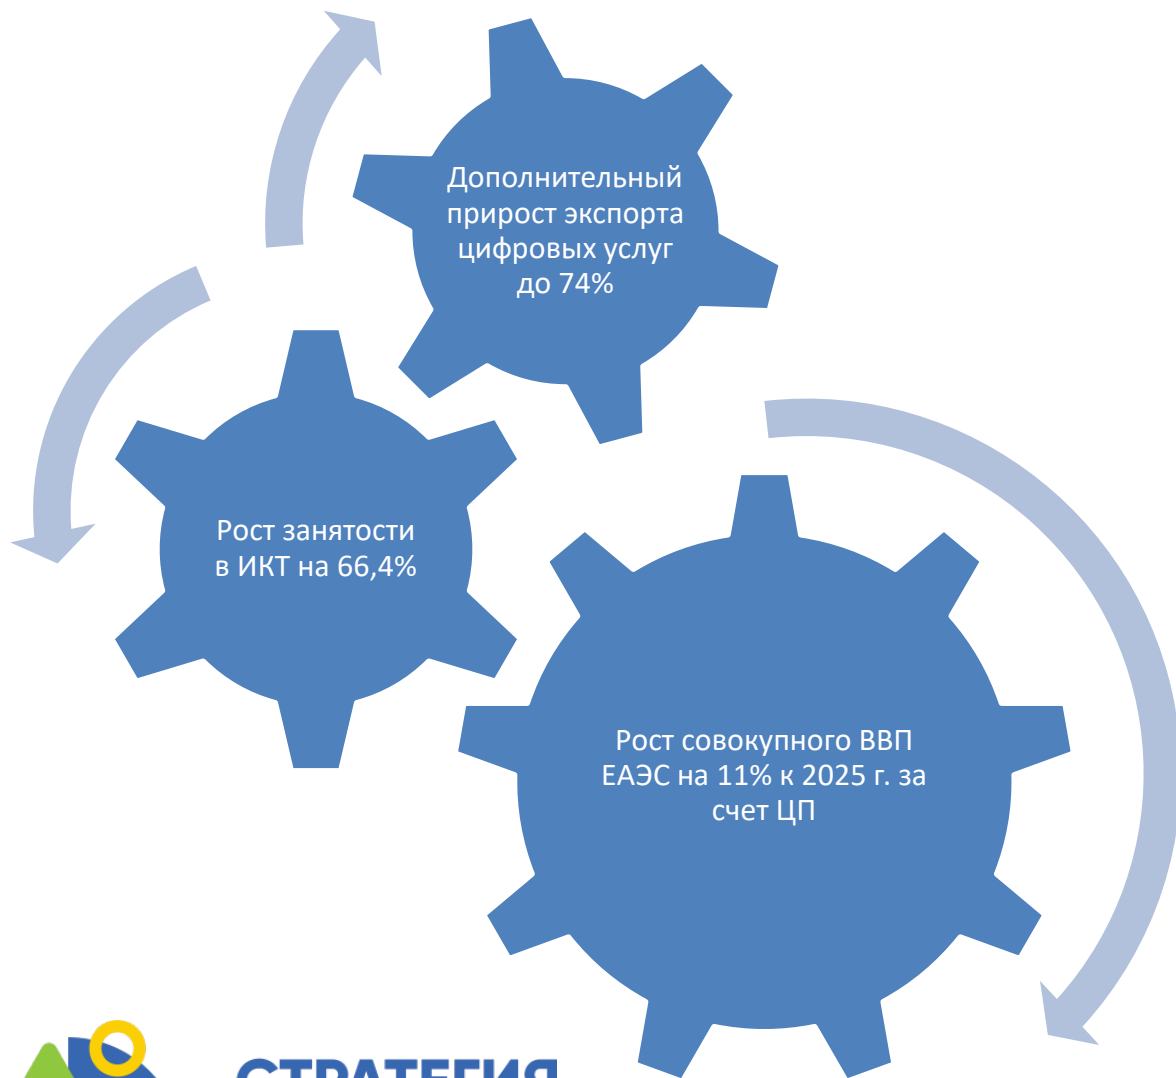 Дополнительный
прирост экспорта
цифровых услуг
до 74%
Рост занятости
в ИКТ на 66,4%
Рост совокупного ВВП
ЕАЭС на 11% к 2025 г. за
счет ЦП
СТРАТЕГИЯ